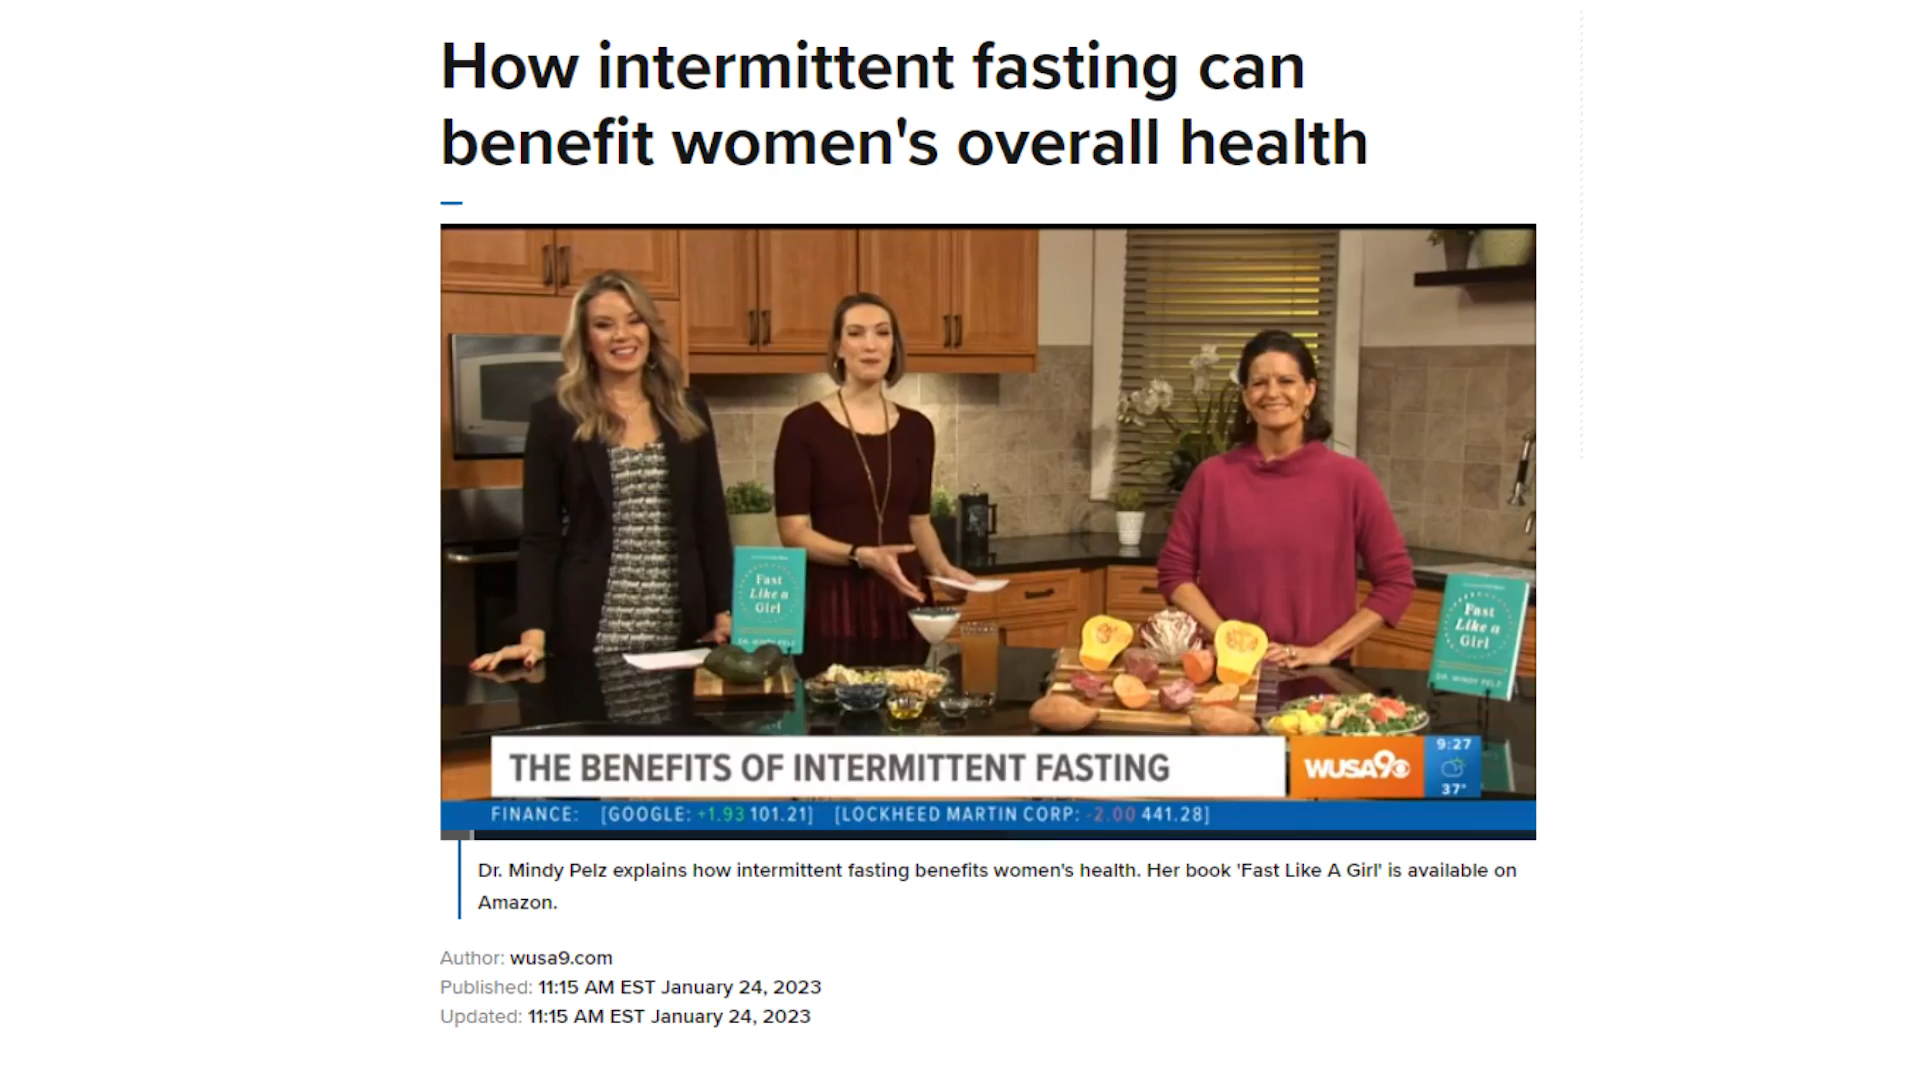 How intermittent fasting can
benefit women's overall health
Fast
Like a
Girl
DR. MINDY PELZ
Fast
Like a
Girl
DR. MINDY PELZ
THE BENEFITS OF INTERMITTENT FASTING
WUSA9
9:27
37°
FINANCE: [GOOGLE: +1.93 101.21] [LOCKHEED MARTIN CORP: -2.00 441.28]
Dr. Mindy Pelz explains how intermittent fasting benefits women's health. Her book 'Fast Like A Girl' is available on
Amazon.
Author: wusa9.com
Published: 11:15 AM EST January 24, 2023
Updated: 11:15 AM EST January 24, 2023